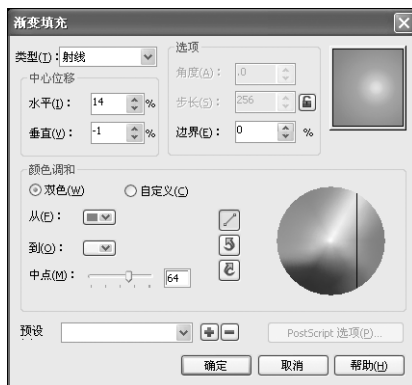 渐变填充
类型(T): 射线
选项
角度(A): .0
中心位移
水平(I): 14 %
步长(S): 256
垂直(V): -1 %
边界(E): 0 %
颜色调和
双色(W) 自定义(C)
从(F):
到(O):
中点(M): 64
预设
PostScript 选项(P)...
确定 取消 帮助(H)